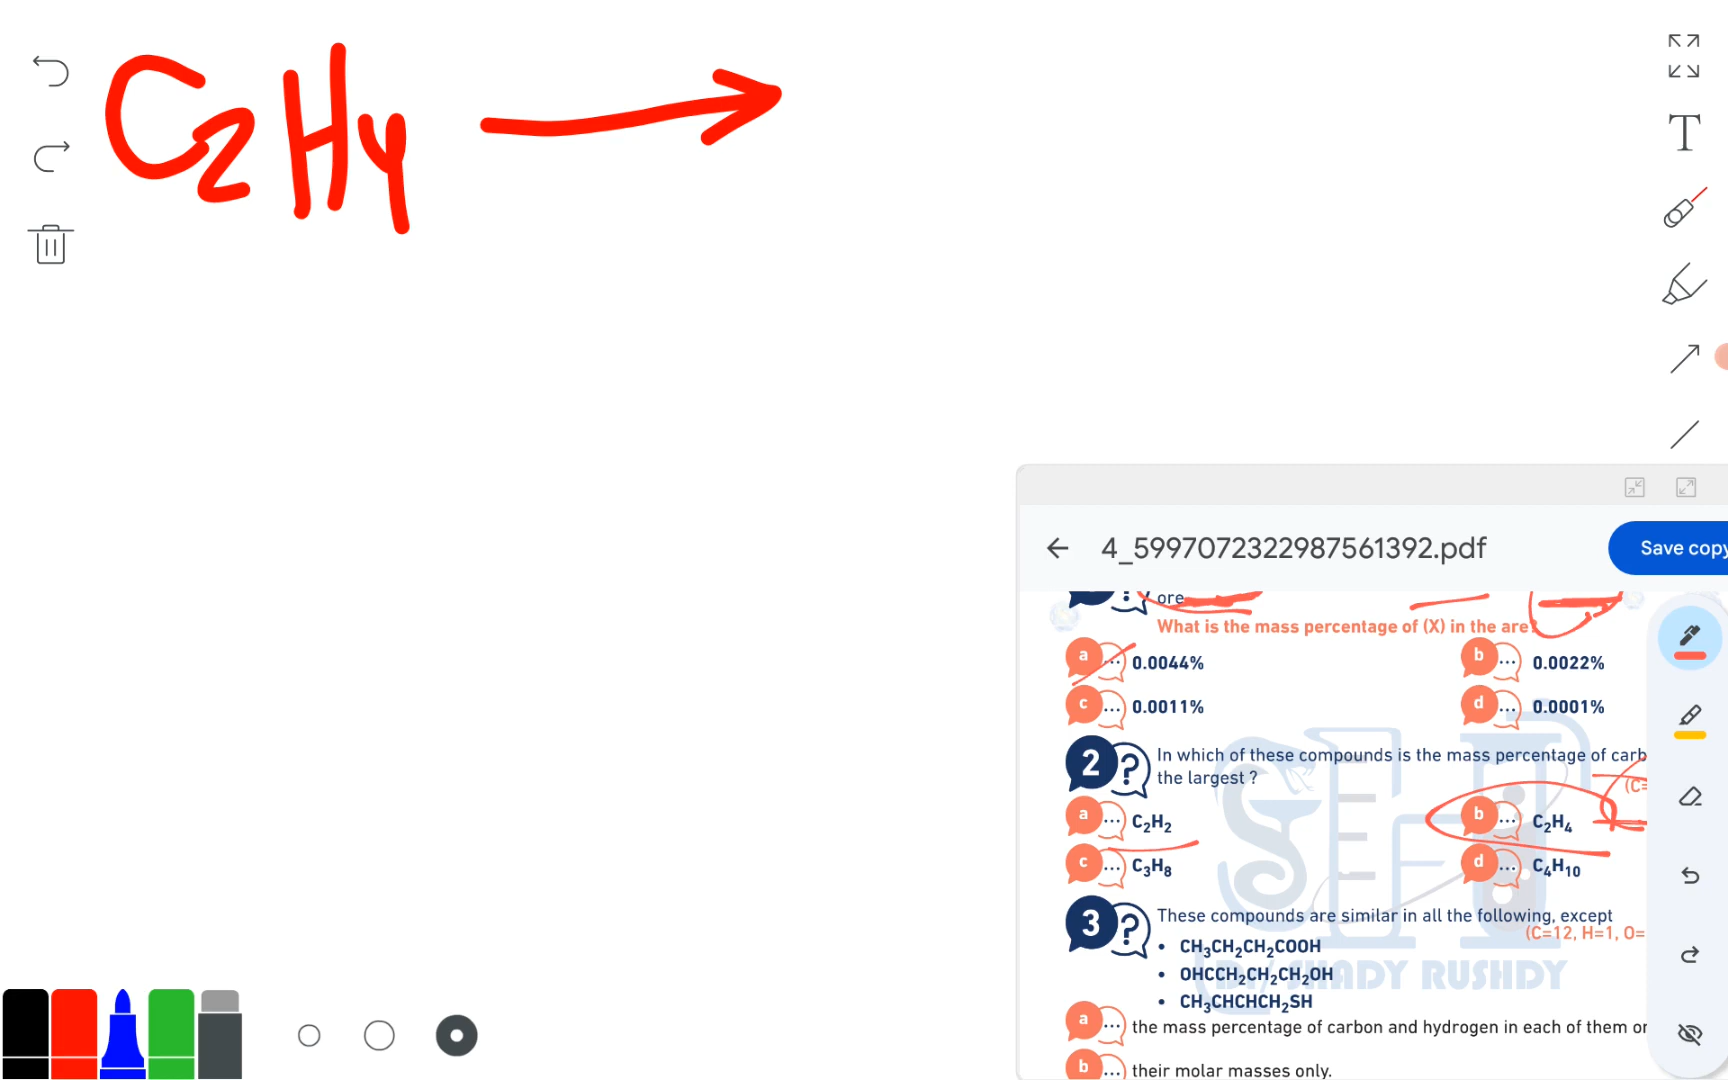 C2H4 →
T
4_5997072322987561392.pdf
Save copy
? ore
What is the mass percentage of (X) in the are?
a ... 0.0044%
b ... 0.0022%
c ... 0.0011%
d ... 0.0001%
2 ? In which of these compounds is the mass percentage of carb
the largest ?
(C=
a ... C₂H₂
b ... C₂H₄
c ... C₃H₈
d ... C₄H₁₀
3 ? These compounds are similar in all the following, except
(C=12, H=1, O=
• CH₃CH₂CH₂COOH
• OHCCH₂CH₂CH₂OH
• CH₃CHCHCH₂SH
SHADY RUSHDY
a ... the mass percentage of carbon and hydrogen in each of them or
b ... their molar masses only.